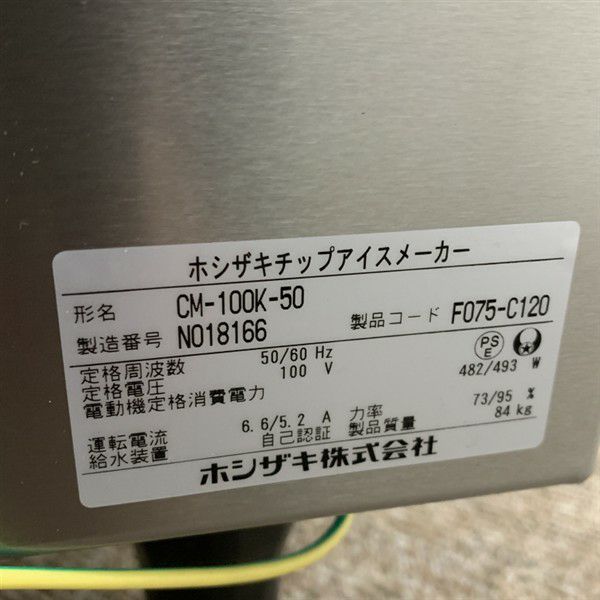 ホシザキチップアイスメーカー
形名 CM-100K-50
製造番号 N018166 製品コード F075-C120
定格周波数 50/60 Hz
定格電圧 100 V
電動機定格消費電力 482/493 W
PSE
運転電流 6.6/5.2 A 力率 73/95 %
給水装置 自己認証 製品質量 84 kg
ホシザキ株式会社